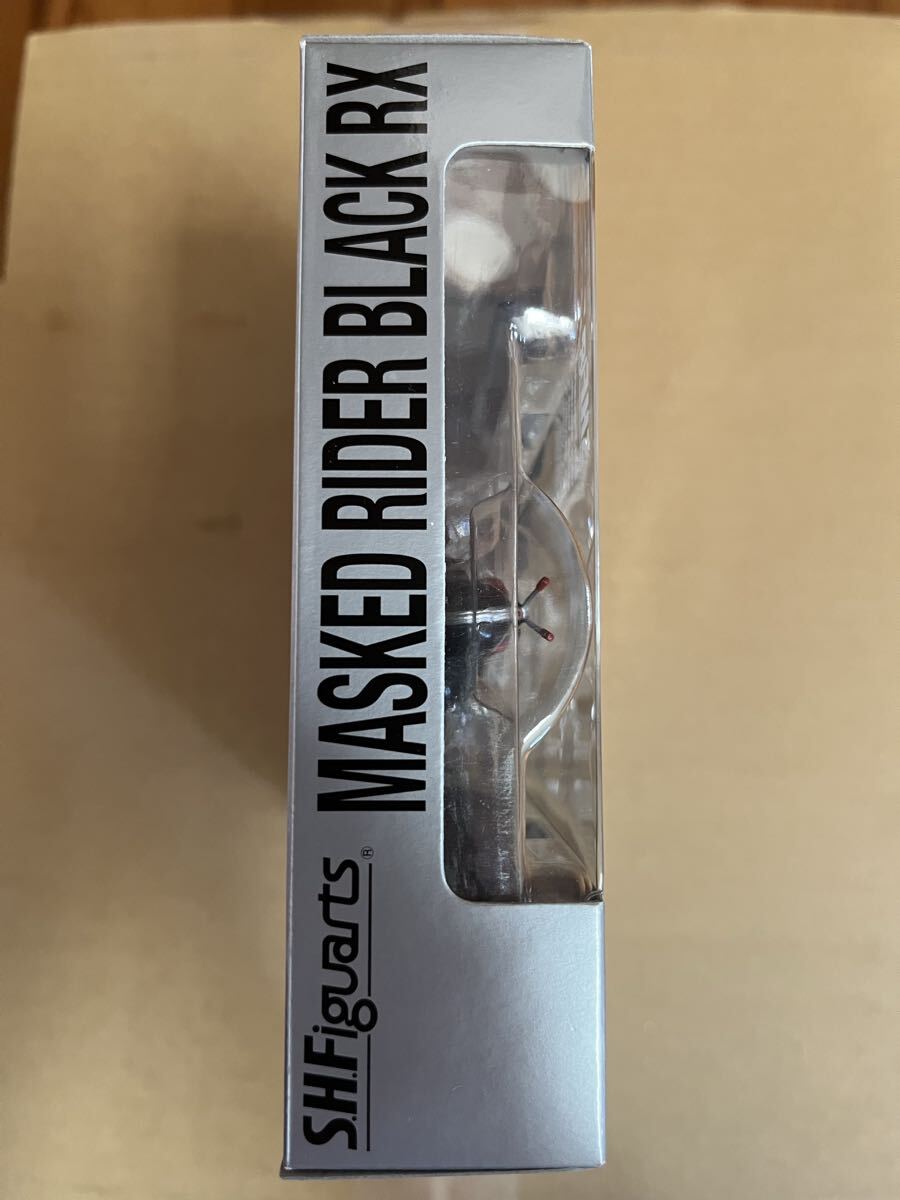 S.H.Figuarts®
MASKED RIDER BLACK RX